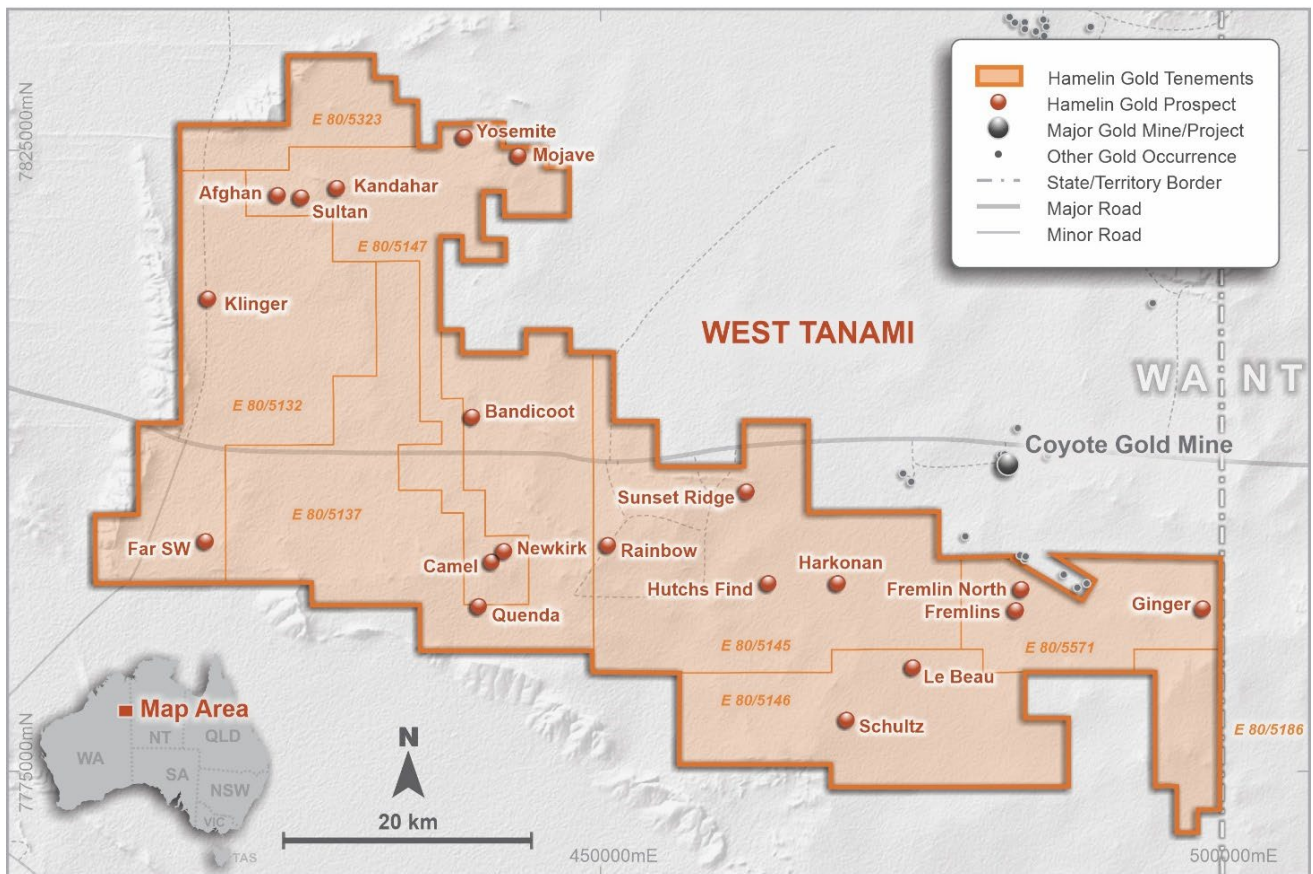 Hamelin Gold Tenements
Hamelin Gold Prospect
Major Gold Mine/Project
Other Gold Occurrence
State/Territory Border
Major Road
Minor Road
7825000mN
E 80/5323
Yosemite
Mojave
Afghan
Sultan
Kandahar
E 80/5147
Klinger
WEST TANAMI
WA NT
E 80/5132
Bandicoot
Coyote Gold Mine
Sunset Ridge
E 80/5137
Far SW
Newkirk
Camel
Rainbow
Quenda
Hutchs Find
Harkonan
Fremlin North
Fremlins
Ginger
E 80/5145
E 80/5571
Le Beau
E 80/5146
Schultz
E 80/5186
7775000mN
Map Area
WA
NT
QLD
SA
NSW
VIC
TAS
N
20 km
450000mE
500000mE